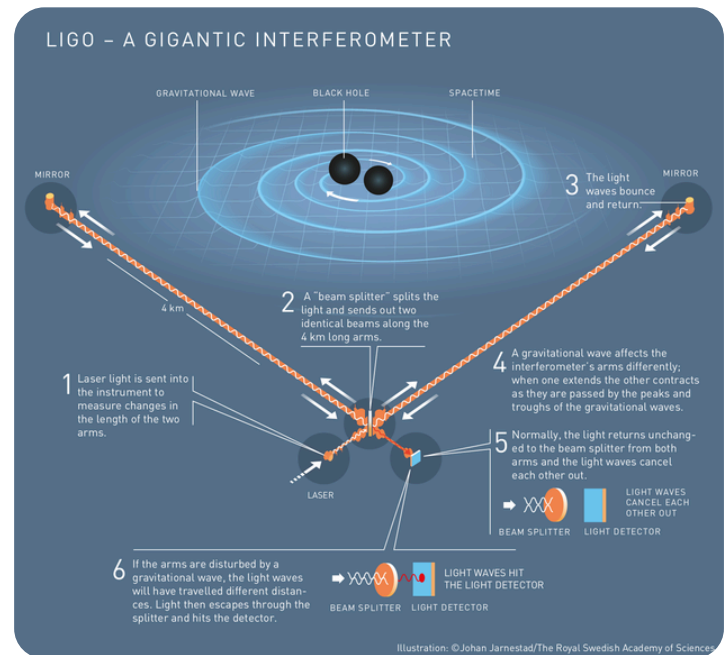 LIGO – A GIGANTIC INTERFEROMETER
GRAVITATIONAL WAVE
BLACK HOLE
SPACETIME
MIRROR
MIRROR
3 The light
waves bounce
and return.
4 km
2 A “beam splitter” splits the
light and sends out two
identical beams along the
4 km long arms.
1 Laser light is sent into
the instrument to
measure changes in
the length of the two
arms.
4 A gravitational wave affects the
interferometer’s arms differently;
when one extends the other contracts
as they are passed by the peaks and
troughs of the gravitational waves.
5 Normally, the light returns unchang-
ed to the beam splitter from both
arms and the light waves cancel
each other out.
LASER
LIGHT WAVES
CANCEL EACH
OTHER OUT
BEAM SPLITTER
LIGHT DETECTOR
6 If the arms are disturbed by a
gravitational wave, the light waves
will have travelled different distan-
ces. Light then escapes through the
splitter and hits the detector.
LIGHT WAVES HIT
THE LIGHT DETECTOR
BEAM SPLITTER
LIGHT DETECTOR
Illustration: ©Johan Jarnestad/The Royal Swedish Academy of Sciences